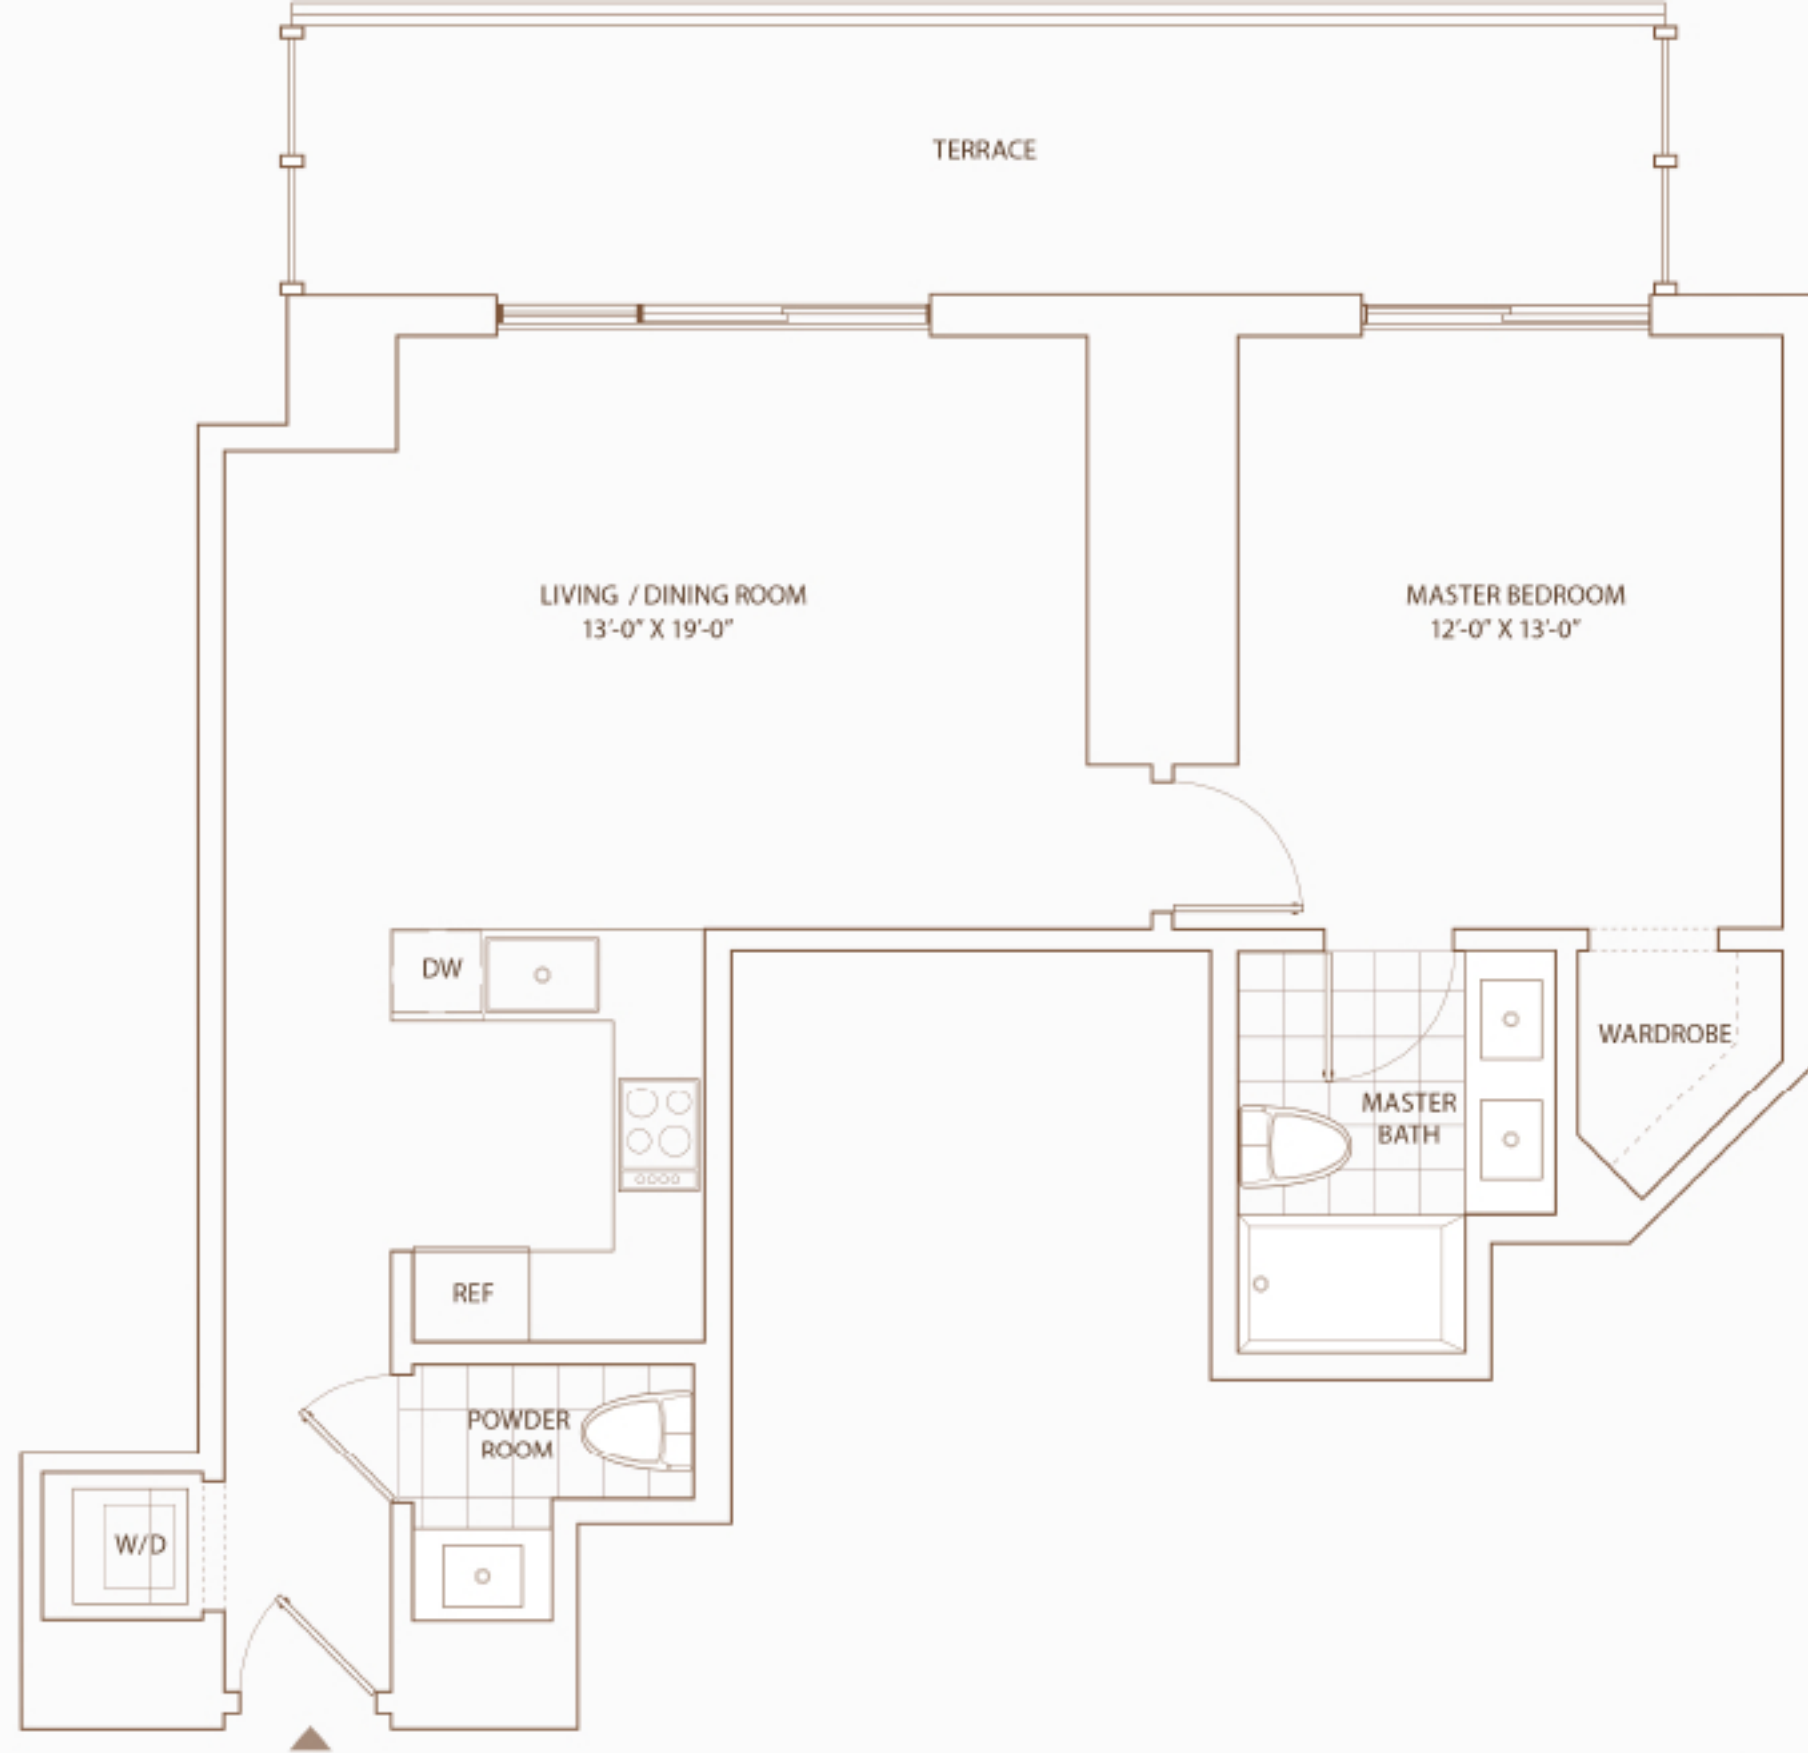 TERRACE
LIVING / DINING ROOM
13'-0" X 19'-0"
MASTER BEDROOM
12'-0" X 13'-0"
DW
WARDROBE
MASTER
BATH
REF
POWDER
ROOM
W/D